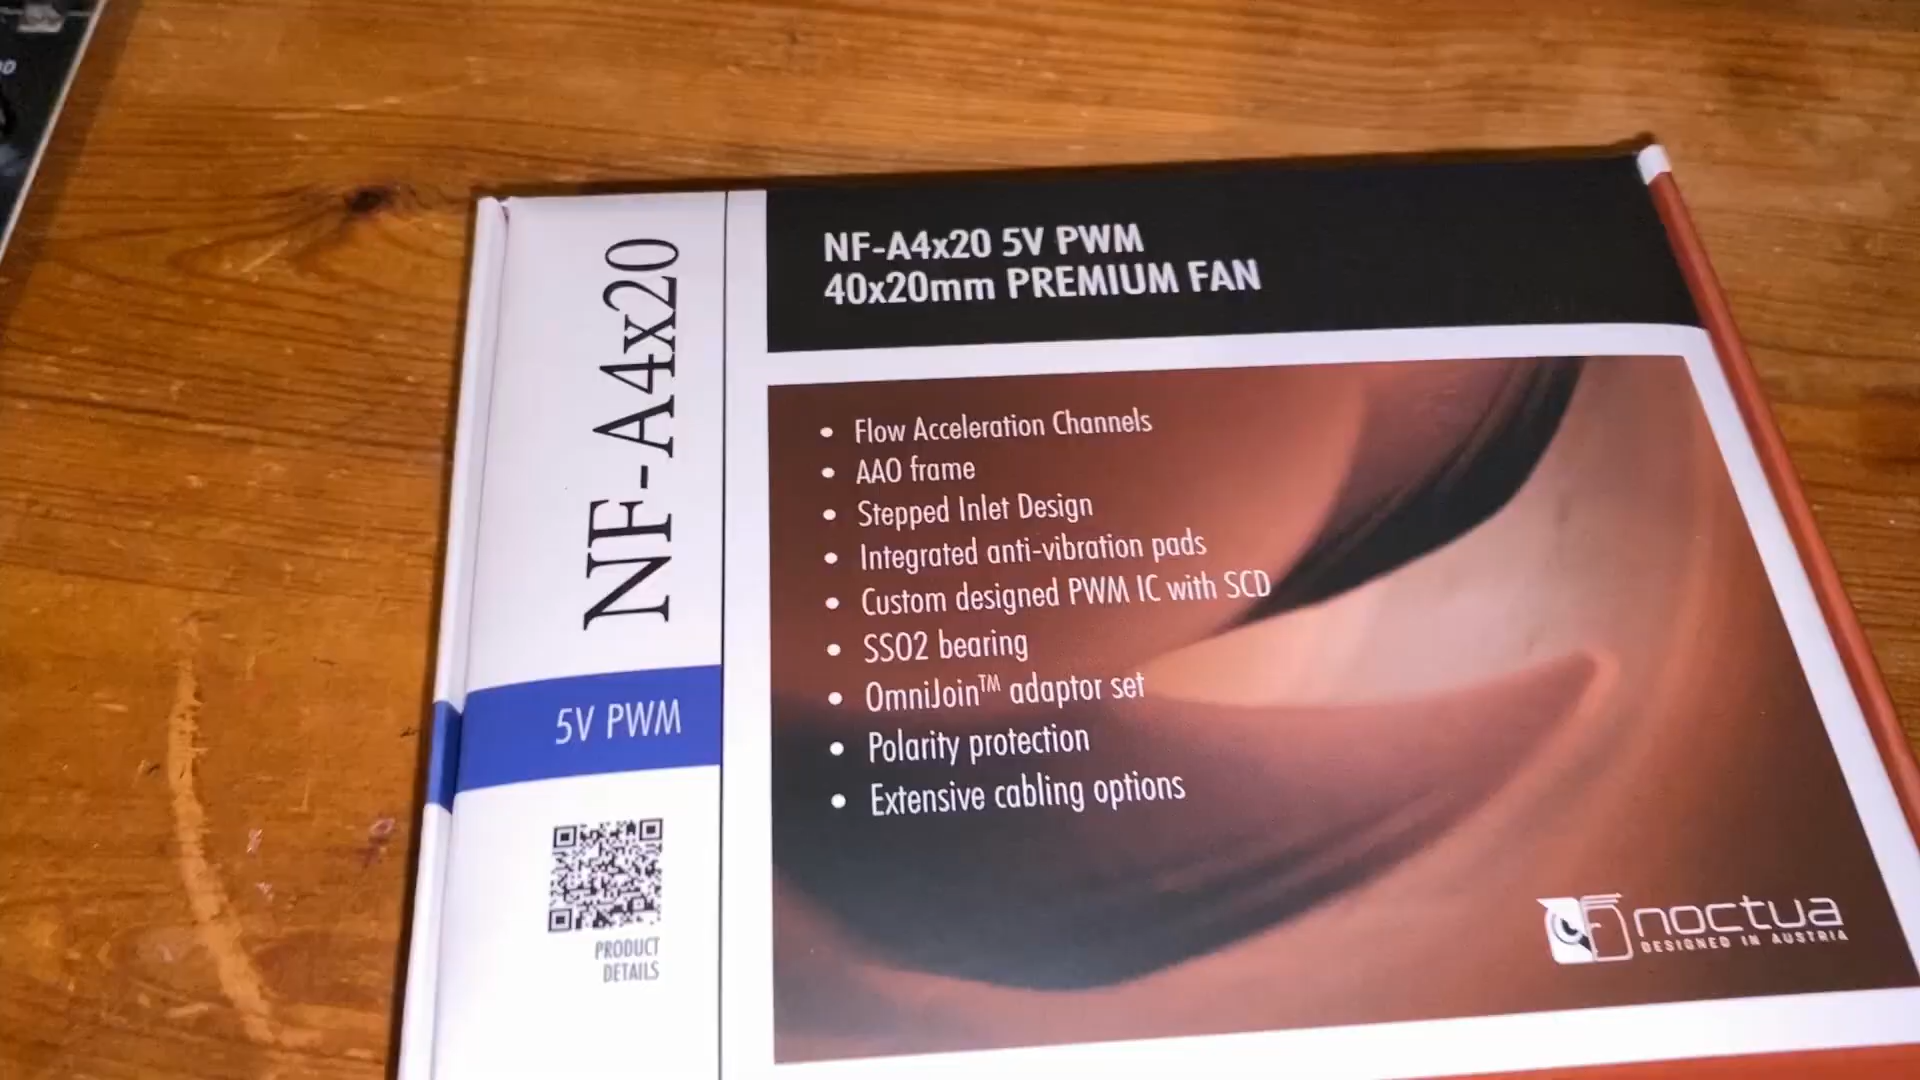 NF-A4x20
5V PWM
PRODUCT
DETAILS
NF-A4x20 5V PWM
40x20mm PREMIUM FAN
• Flow Acceleration Channels
• AAO frame
• Stepped Inlet Design
• Integrated anti-vibration pads
• Custom designed PWM IC with SCD
• SSO2 bearing
• OmniJoin™ adaptor set
• Polarity protection
• Extensive cabling options
noctua
DESIGNED IN AUSTRIA